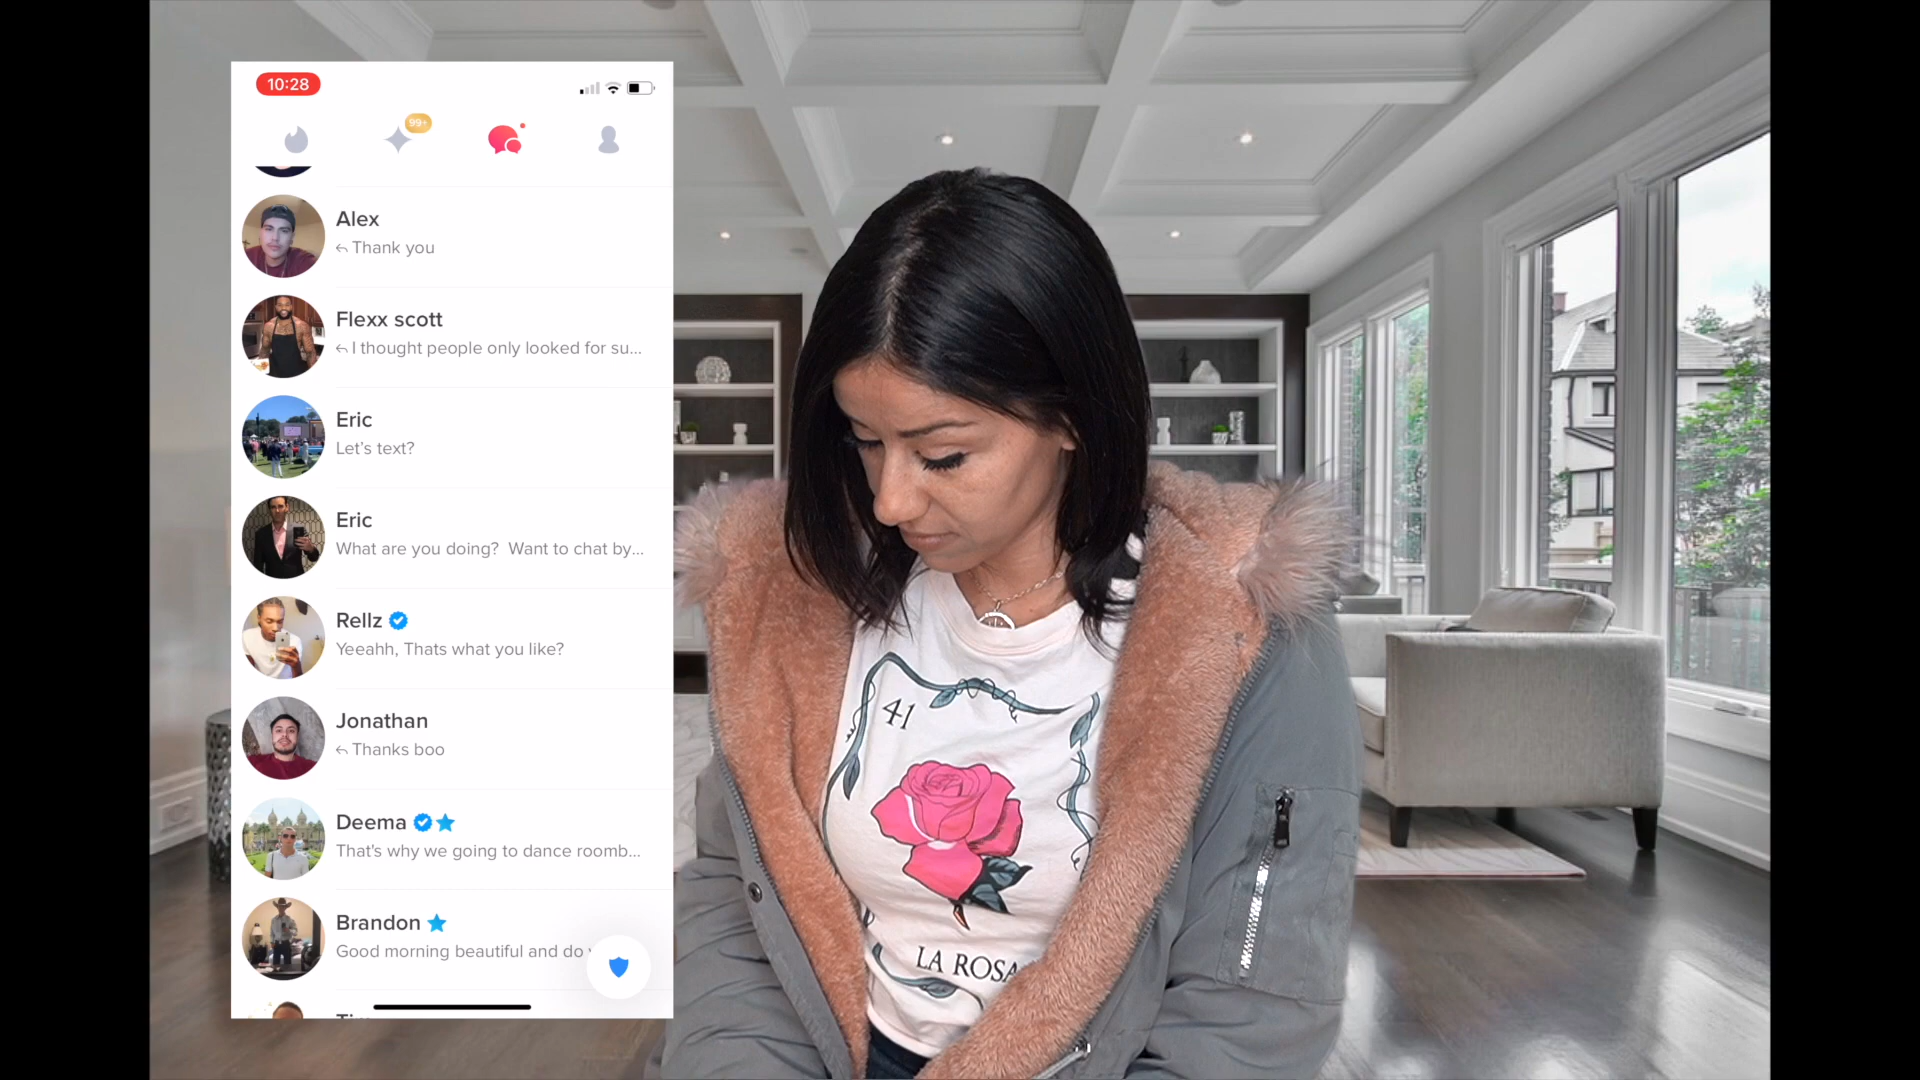 10:28
99+
Alex
Thank you
Flexx scott
I thought people only looked for su...
Eric
Let's text?
Eric
What are you doing? Want to chat by...
Rellz
Yeeahh, Thats what you like?
Jonathan
Thanks boo
Deema
That's why we going to dance roomb...
Brandon
Good morning beautiful and do
41
LA ROSA